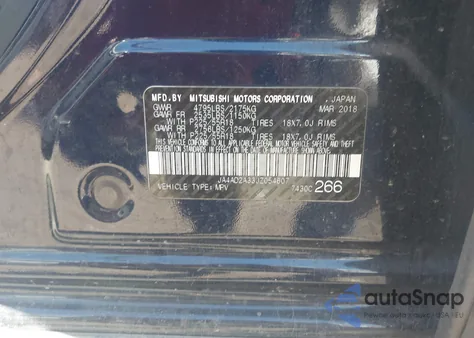 MFD.BY MITSUBISHI MOTORS CORPORATION , JAPAN
GVWR 4795LBS/2175KG MAR 2018
GAWR FR 2535LBS/1150KG
WITH P225/55R18 TIRES 18X7.0J RIMS
GAWR RR 2756LBS/1250KG
WITH P225/55R18 TIRES 18X7.0J RIMS
THIS VEHICLE CONFORMS TO ALL APPLICABLE
FEDERAL MOTOR VEHICLE SAFETY AND THEFT
PREVENTION STANDARDS IN EFFECT ON THE DATE
OF MANUFACTURE SHOWN ABOVE.
VEHICLE TYPE:MPV 7430C 266
autoSnap